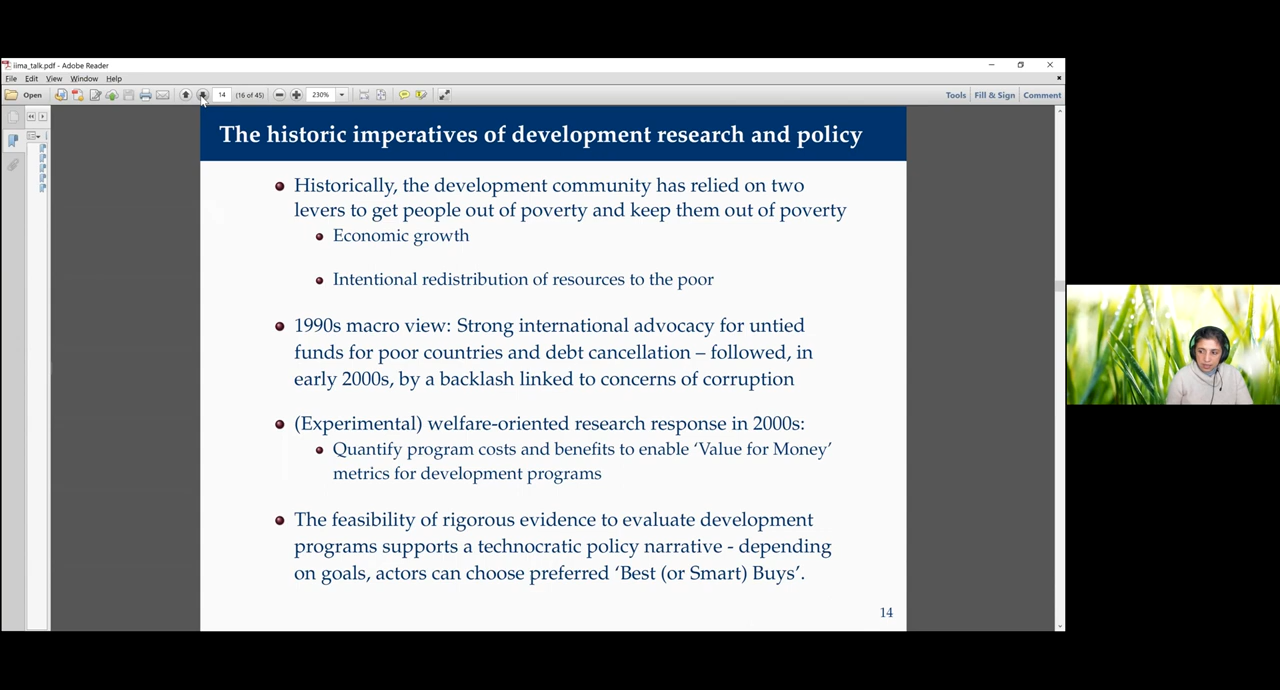 iima_talk.pdf - Adobe Reader
File Edit View Window Help
Open
14
(16 of 45)
230%
Tools Fill & Sign Comment
The historic imperatives of development research and policy
Historically, the development community has relied on two
levers to get people out of poverty and keep them out of poverty
Economic growth
Intentional redistribution of resources to the poor
1990s macro view: Strong international advocacy for untied
funds for poor countries and debt cancellation – followed, in
early 2000s, by a backlash linked to concerns of corruption
(Experimental) welfare-oriented research response in 2000s:
Quantify program costs and benefits to enable ‘Value for Money’
metrics for development programs
The feasibility of rigorous evidence to evaluate development
programs supports a technocratic policy narrative - depending
on goals, actors can choose preferred ‘Best (or Smart) Buys’.
14